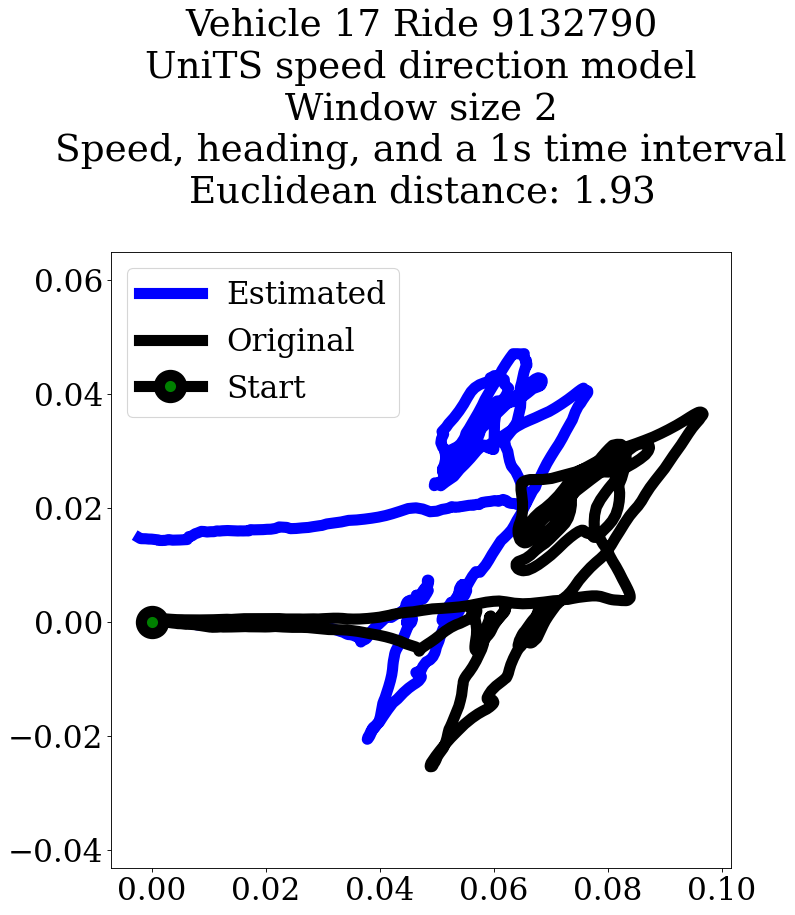 Vehicle 17 Ride 9132790
UniTS speed direction model
Window size 2
Speed, heading, and a 1s time interval
Euclidean distance: 1.93
Estimated
Original
Start
0.06
0.04
0.02
0.00
−0.02
−0.04
0.00 0.02 0.04 0.06 0.08 0.10